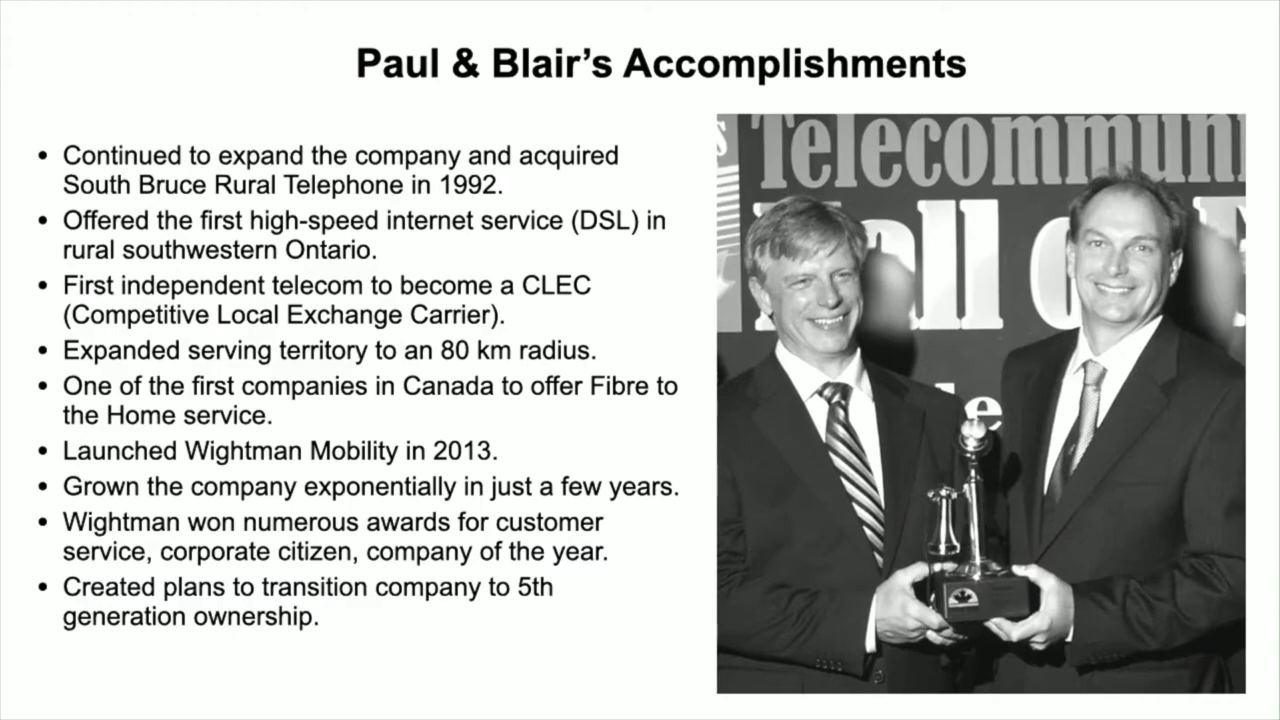 Paul & Blair’s Accomplishments
• Continued to expand the company and acquired
South Bruce Rural Telephone in 1992.
• Offered the first high-speed internet service (DSL) in
rural southwestern Ontario.
• First independent telecom to become a CLEC
(Competitive Local Exchange Carrier).
• Expanded serving territory to an 80 km radius.
• One of the first companies in Canada to offer Fibre to
the Home service.
• Launched Wightman Mobility in 2013.
• Grown the company exponentially in just a few years.
• Wightman won numerous awards for customer
service, corporate citizen, company of the year.
• Created plans to transition company to 5th
generation ownership.
Telecommun